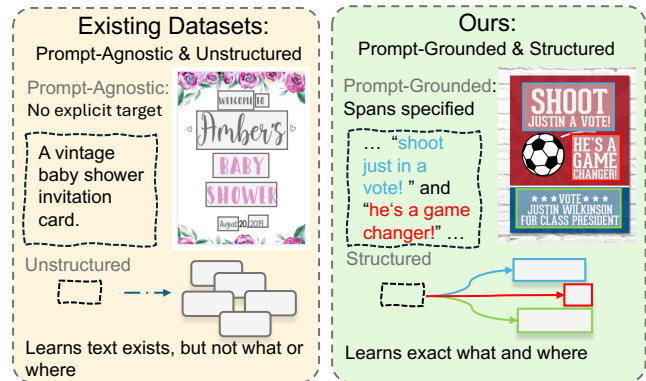 Existing Datasets:
Prompt-Agnostic & Unstructured
Prompt-Agnostic:
No explicit target
A vintage
baby shower
invitation
card.
WELCOME TO
Amber's
BABY
SHOWER
August 20, 2019
Unstructured
Learns text exists, but not what or
where
Ours:
Prompt-Grounded & Structured
Prompt-Grounded:
Spans specified
... “shoot
just in a
vote! ” and
“he's a game
changer!” ...
SHOOT
JUSTIN A VOTE!
HE'S A
GAME
CHANGER!
★★★VOTE★★★
JUSTIN WILKINSON
FOR CLASS PRESIDENT
Structured
Learns exact what and where